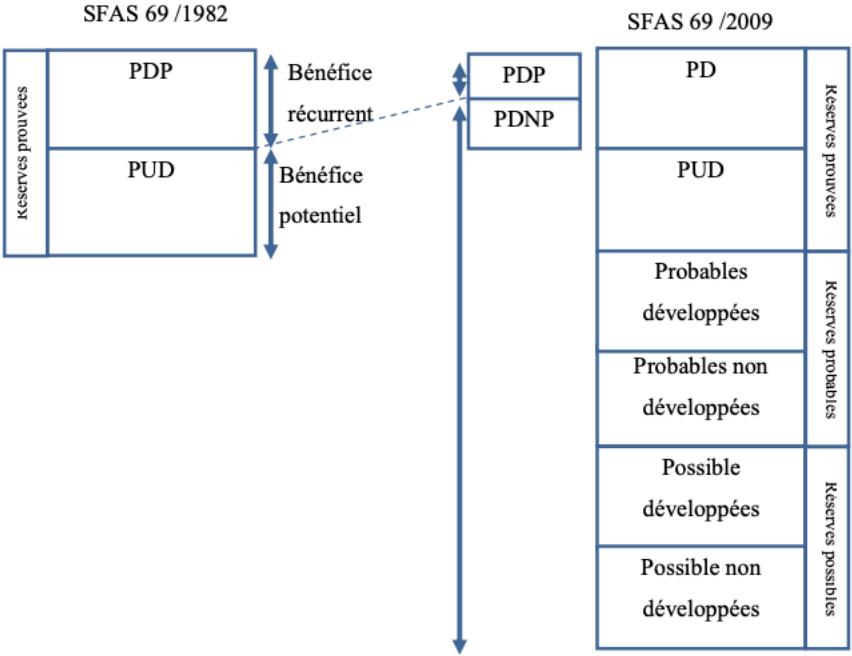 SFAS 69 /1982
Réserves prouvées
PDP
PUD
Bénéfice
récurrent
Bénéfice
potentiel
PDP
PDNP
SFAS 69 /2009
PD
PUD
Probables
développées
Probables non
développées
Possible
développées
Possible non
développées
Réserves prouvées
Réserves probables
Réserves possibles